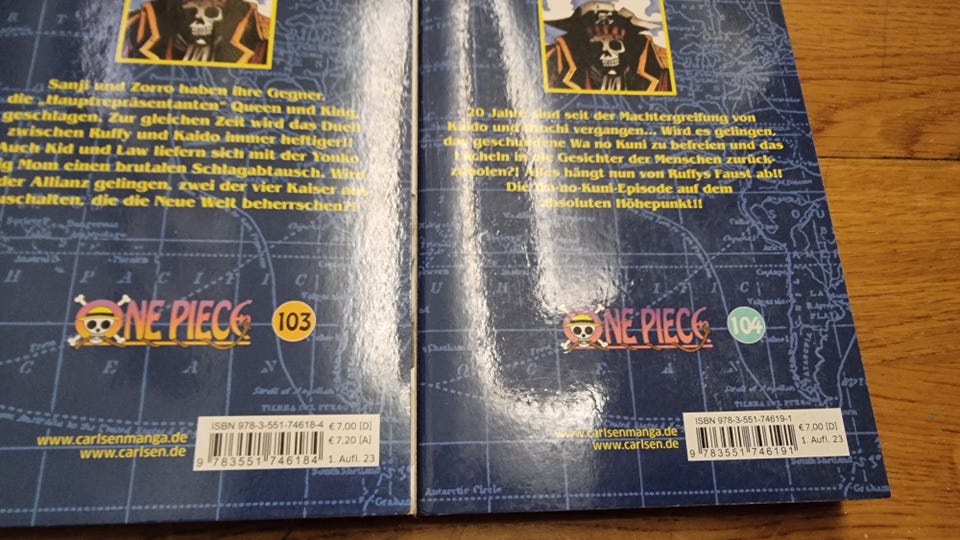 Sanji und Zorro haben ihre Gegner,
die „Hauptrepräsentanten“ Queen und King,
geschlagen. Zur gleichen Zeit wird das Duell
zwischen Ruffy und Kaido immer heftiger!!
Auch Kid und Law liefern sich mit der Yonko
ig Mom einen brutalen Schlagabtausch. Wird
der Allianz gelingen, zwei der vier Kaiser aus
uschalten, die die Neue Welt beherrschen?!
ONE PIECE 103
www.carlsenmanga.de
www.carlsen.de
ISBN 978-3-551-74618-4
€ 7,00 [D]
€ 7,20 [A]
1. Aufl. 23
9 783551 746184
20 Jahre sind seit der Machtergreifung von
Kaido und Orochi vergangen... Wird es gelingen,
das geschundene Wa no Kuni zu befreien und das
Lächeln in die Gesichter der Menschen zurück-
zuholen?! Alles hängt nun von Ruffys Faust ab!!
Die Wa-no-Kuni-Episode auf dem
absoluten Höhepunkt!!
ONE PIECE 104
www.carlsenmanga.de
www.carlsen.de
ISBN 978-3-551-74619-1
€ 7,00 [D]
1. Aufl. 23
9 783551 746191
Antarctic Circle